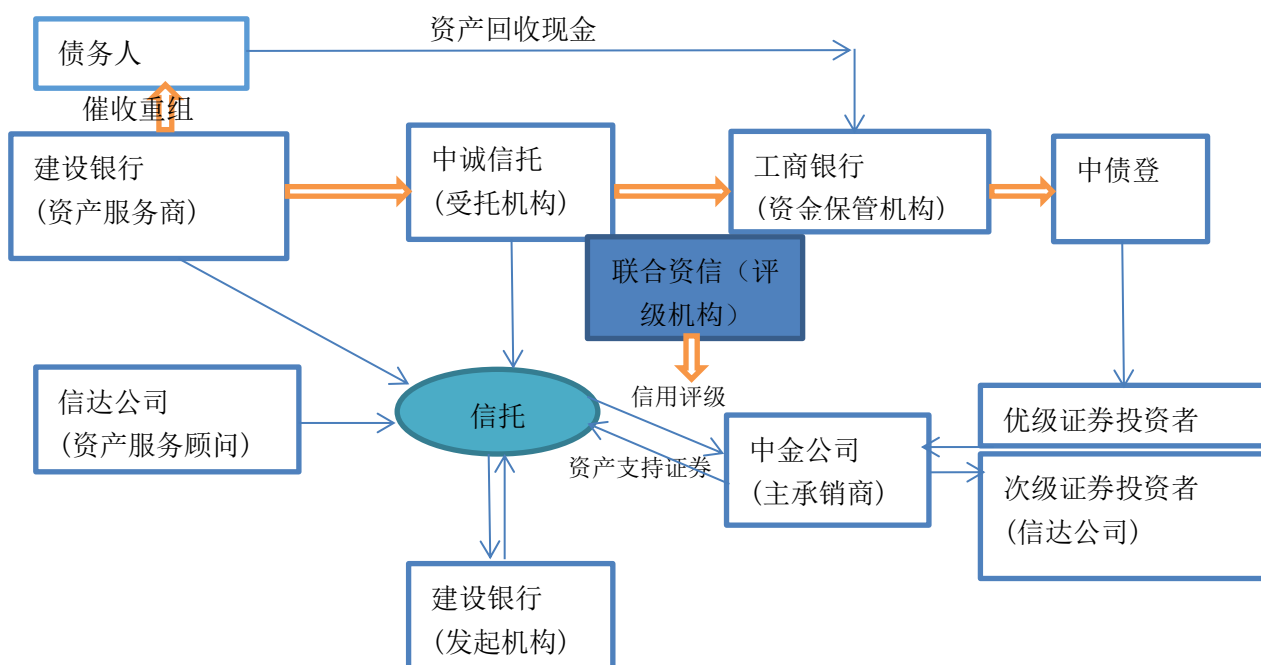 资产回收现金
债务人
催收重组
建设银行
(资产服务商)
中诚信托
(受托机构)
工商银行
(资金保管机构)
中债登
联合资信（评
级机构）
信用评级
信达公司
(资产服务顾问)
信托
资产支持证券
中金公司
(主承销商)
优级证券投资者
次级证券投资者
(信达公司)
建设银行
(发起机构)